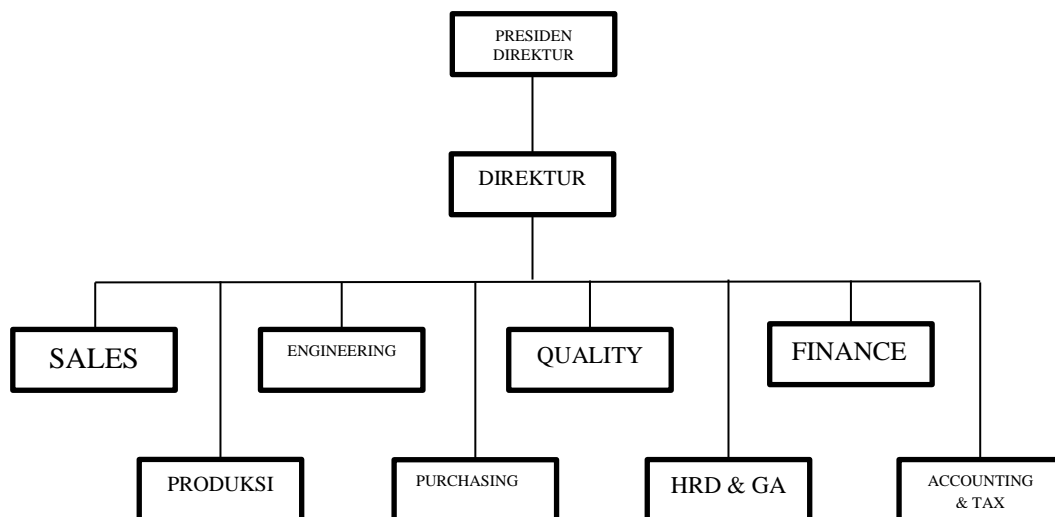 PRESIDEN
DIREKTUR
DIREKTUR
SALES
ENGINEERING
QUALITY
FINANCE
PRODUKSI
PURCHASING
HRD & GA
ACCOUNTING
& TAX